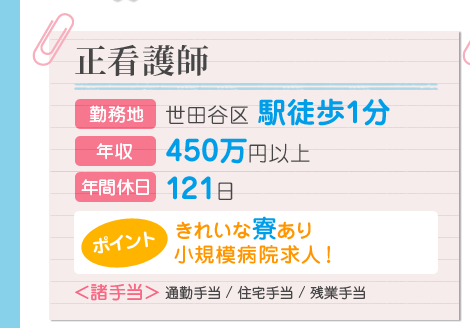 正看護師
勤務地 世田谷区 駅徒歩1分
年収 450万円以上
年間休日 121日
ポイント きれいな寮あり
小規模病院求人！
＜諸手当＞ 通勤手当 / 住宅手当 / 残業手当